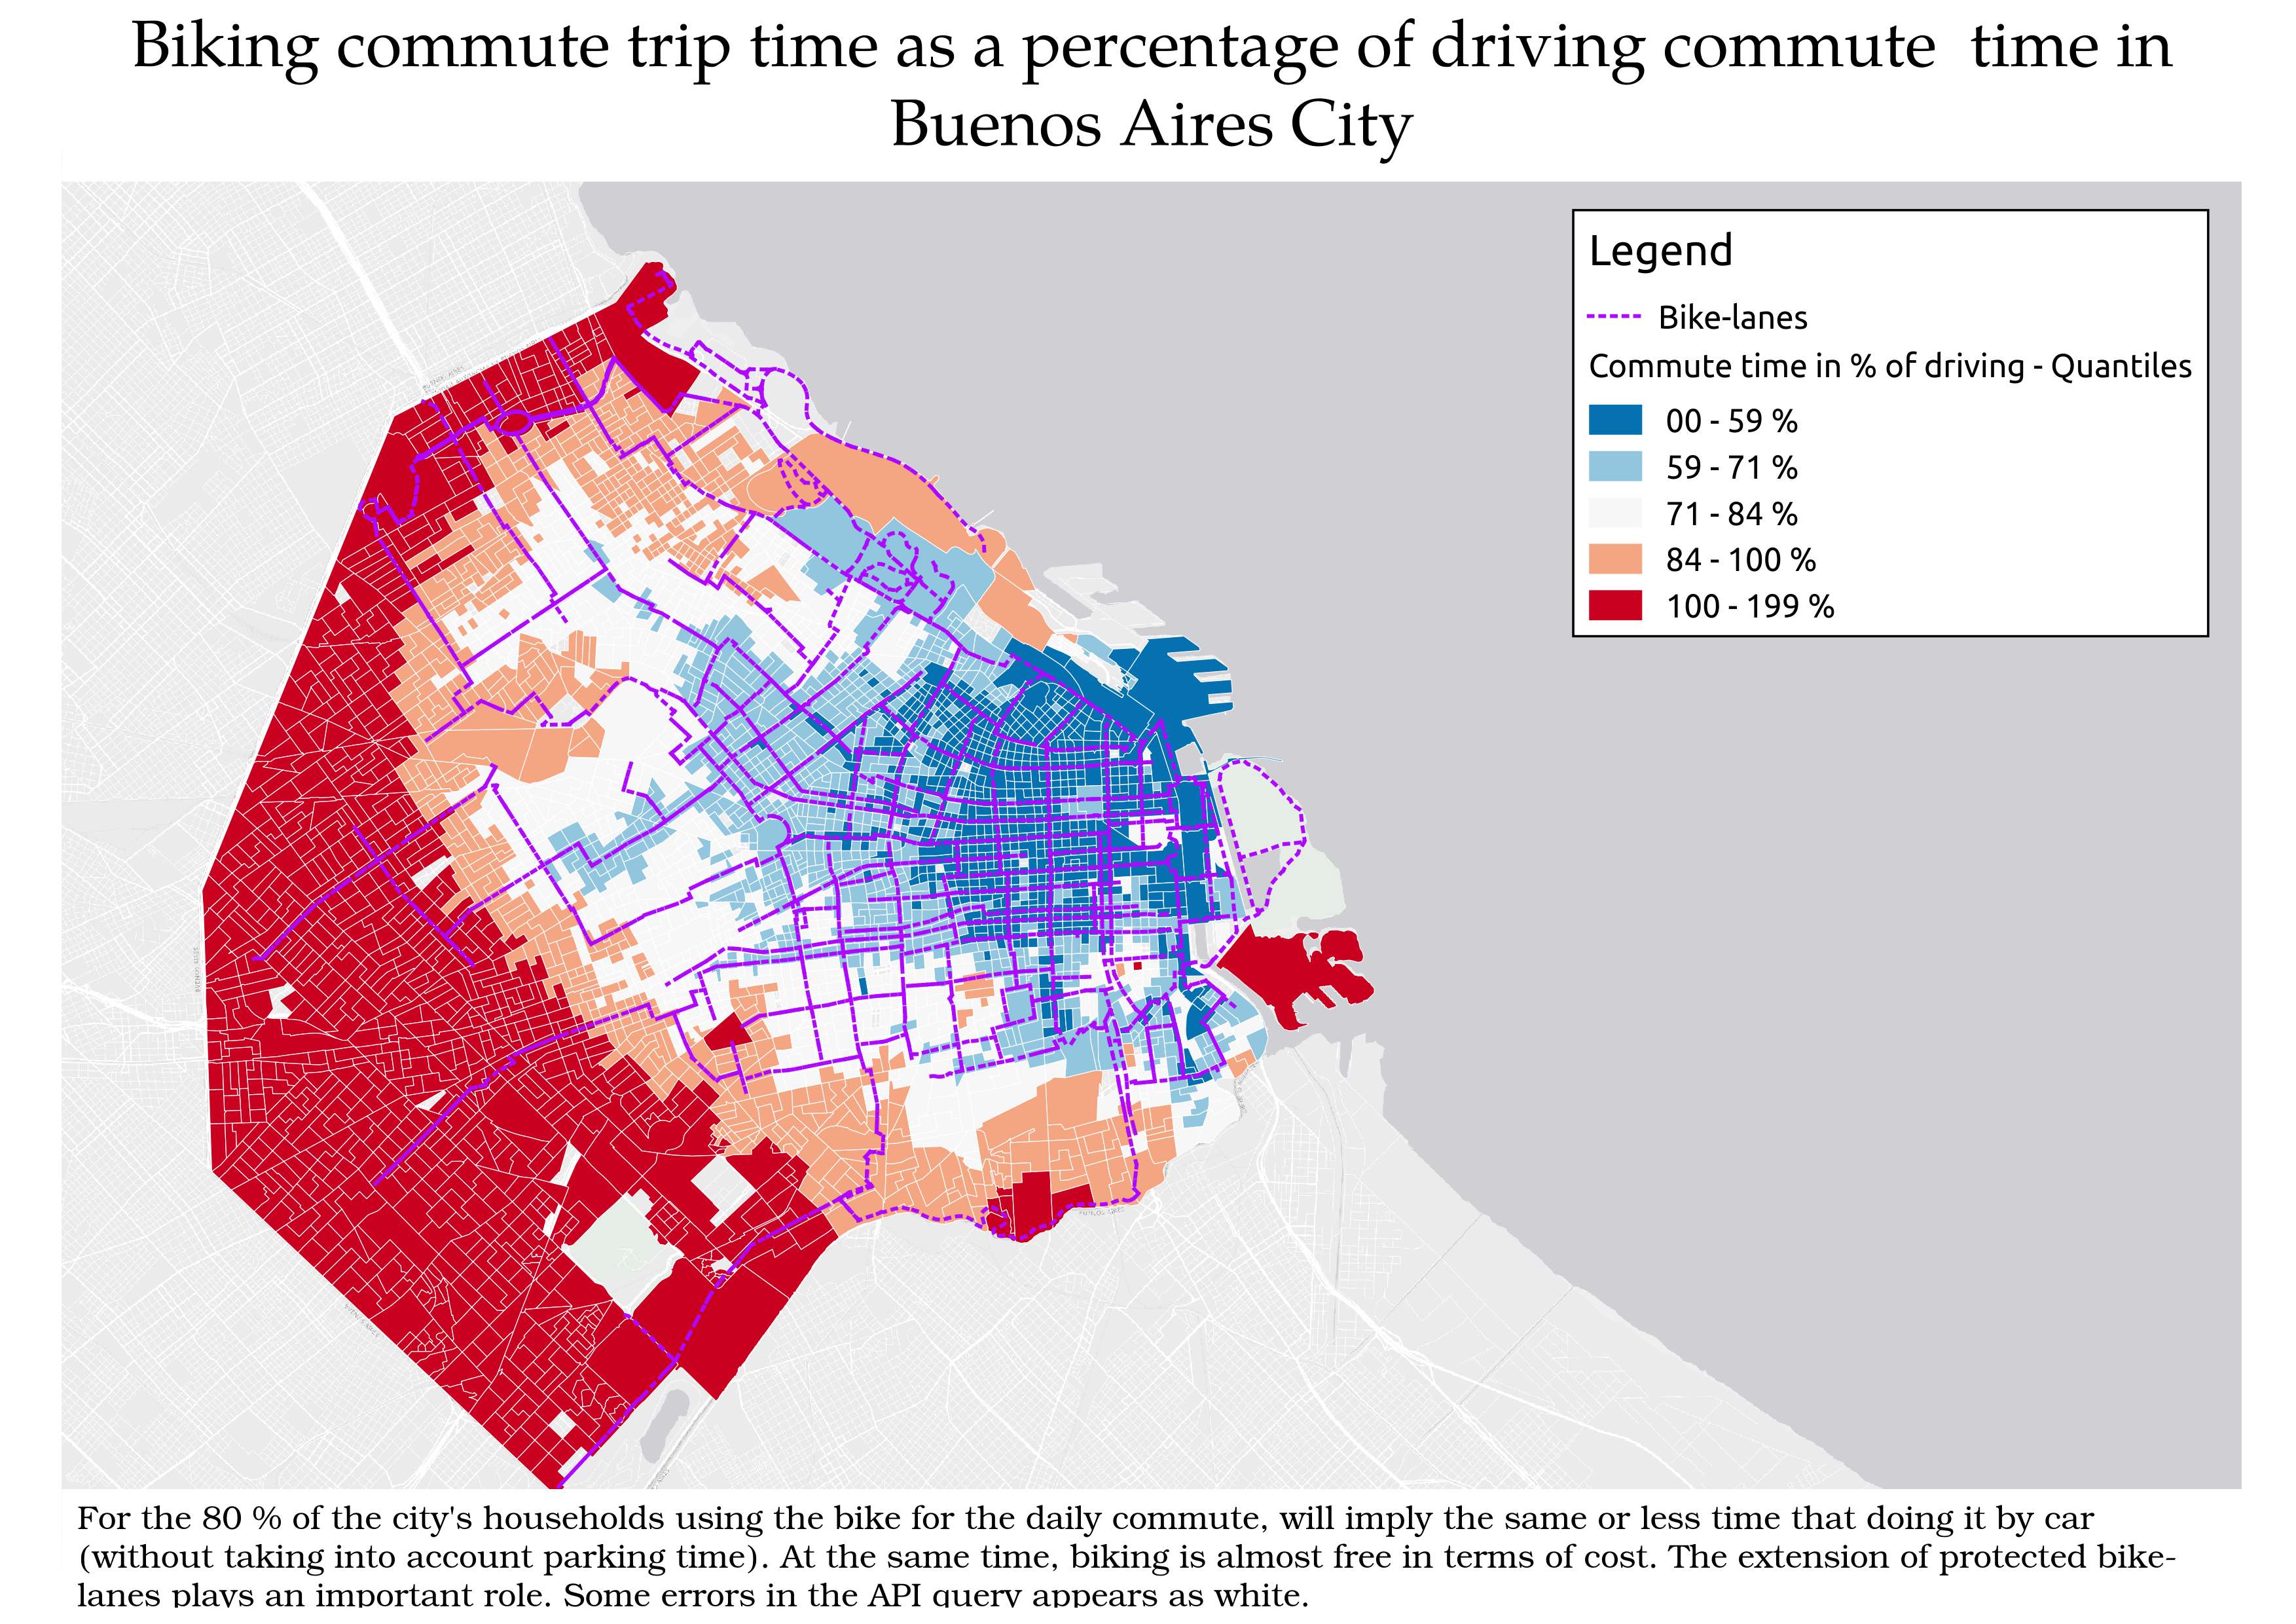 Biking commute trip time as a percentage of driving commute  time in
Buenos Aires City
Legend
Bike-lanes
Commute time in % of driving - Quantiles
00 - 59 %
59 - 71 %
71 - 84 %
84 - 100 %
100 - 199 %
For the 80 % of the city's households using the bike for the daily commute, will imply the same or less time that doing it by car
(without taking into account parking time). At the same time, biking is almost free in terms of cost. The extension of protected bike-
lanes plays an important role. Some errors in the API query appears as white.